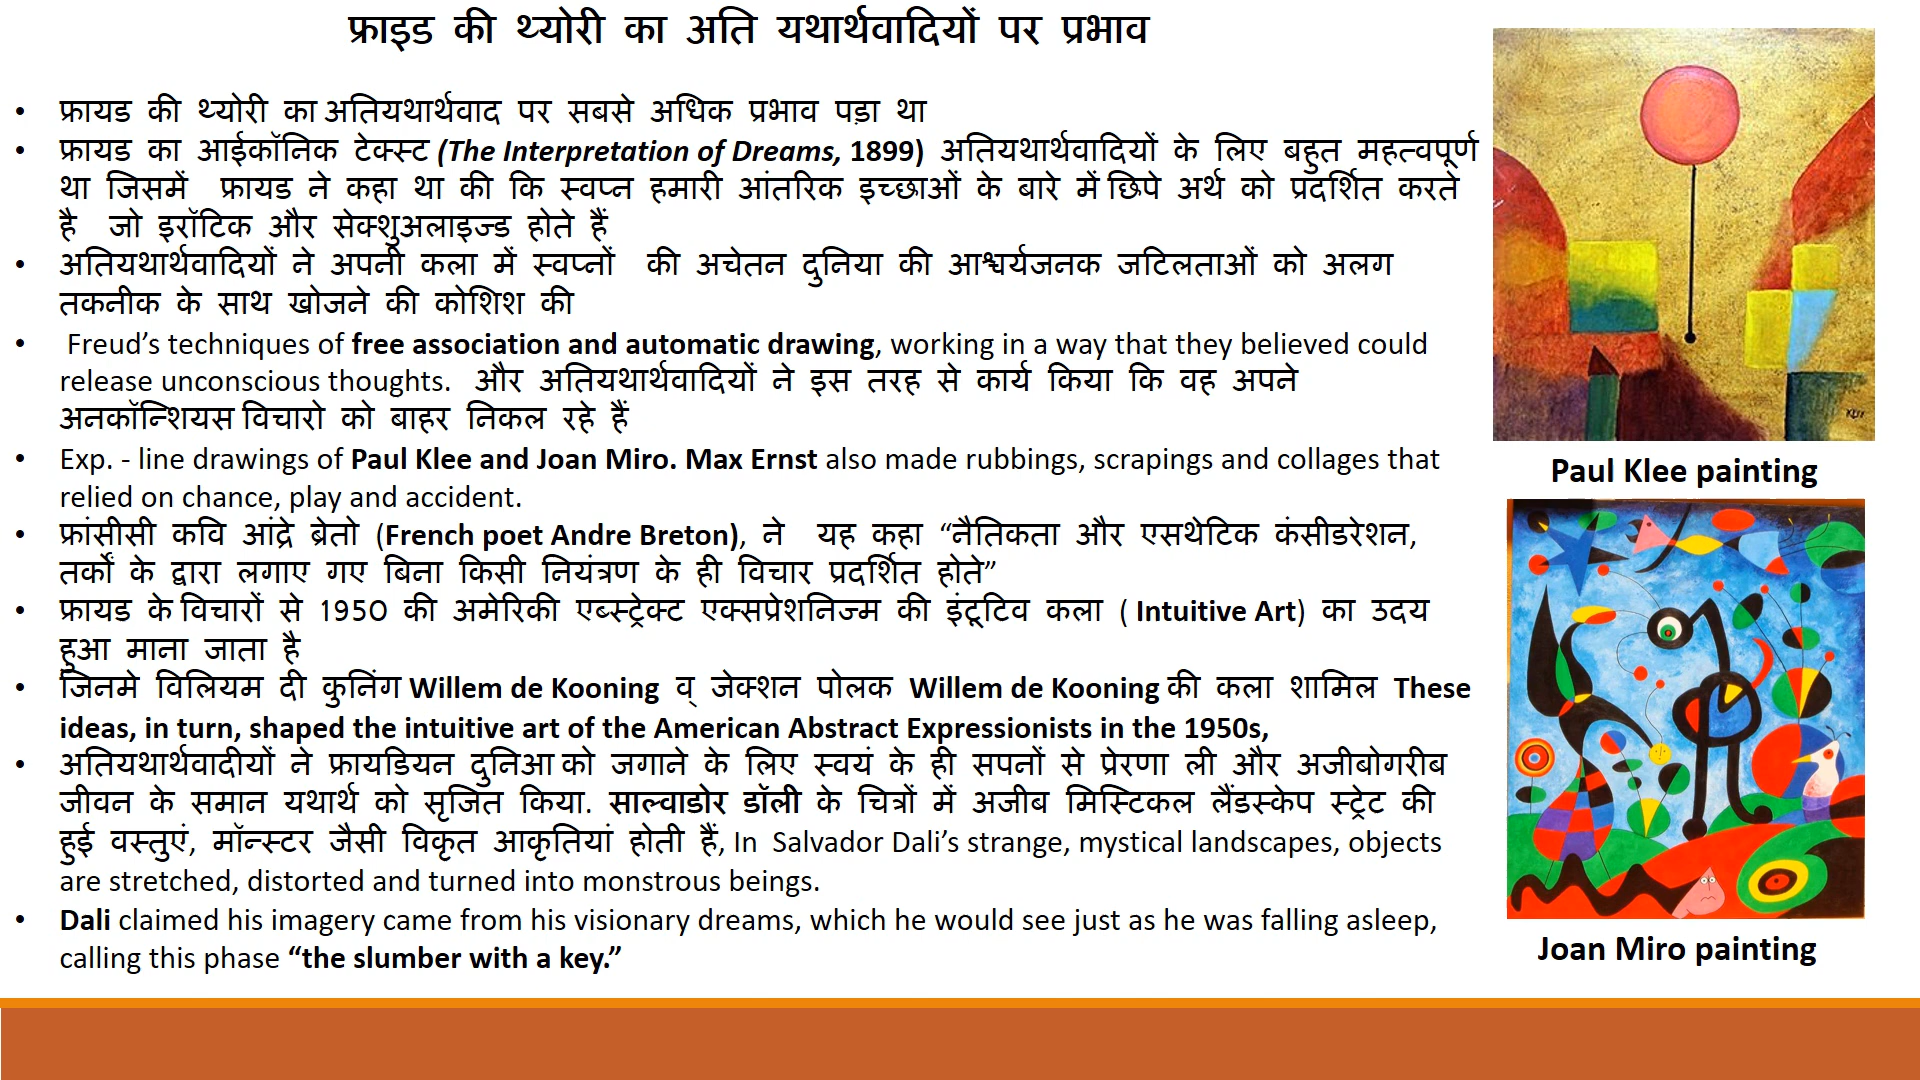 फ्राइड की थ्योरी का अति यथार्थवादियों पर प्रभाव
• फ्रायड की थ्योरी का अतियथार्थवाद पर सबसे अधिक प्रभाव पड़ा था
• फ्रायड का आईकॉनिक टेक्स्ट (The Interpretation of Dreams, 1899) अतियथार्थवादियों के लिए बहुत महत्वपूर्ण
था जिसमें फ्रायड ने कहा था की कि स्वप्न हमारी आंतरिक इच्छाओं के बारे में छिपे अर्थ को प्रदर्शित करते
है जो इरॉटिक और सेक्शुअलाइज्ड होते हैं
• अतियथार्थवादियों ने अपनी कला में स्वप्नों की अचेतन दुनिया की आश्चर्यजनक जटिलताओं को अलग
तकनीक के साथ खोजने की कोशिश की
• Freud’s techniques of free association and automatic drawing, working in a way that they believed could
release unconscious thoughts. और अतियथार्थवादियों ने इस तरह से कार्य किया कि वह अपने
अनकॉन्शियस विचारो को बाहर निकल रहे हैं
• Exp. - line drawings of Paul Klee and Joan Miro. Max Ernst also made rubbings, scrapings and collages that
relied on chance, play and accident.
• फ्रांसीसी कवि आंद्रे ब्रेतो (French poet Andre Breton), ने यह कहा “नैतिकता और एसथेटिक कंसीडरेशन,
तर्कों के द्वारा लगाए गए बिना किसी नियंत्रण के ही विचार प्रदर्शित होते”
• फ्रायड के विचारों से 1950 की अमेरिकी एब्स्ट्रेक्ट एक्सप्रेशनिज्म की इंटूटिव कला ( Intuitive Art) का उदय
हुआ माना जाता है
• जिनमे विलियम दी कुनिंग Willem de Kooning व् जेक्शन पोलक Willem de Kooning की कला शामिल These
ideas, in turn, shaped the intuitive art of the American Abstract Expressionists in the 1950s,
• अतियथार्थवादीयों ने फ्रायडियन दुनिआ को जगाने के लिए स्वयं के ही सपनों से प्रेरणा ली और अजीबोगरीब
जीवन के समान यथार्थ को सृजित किया. साल्वाडोर डॉली के चित्रों में अजीब मिस्टिकल लैंडस्केप स्ट्रेट की
हुई वस्तुएं, मॉन्स्टर जैसी विकृत आकृतियां होती हैं, In Salvador Dali’s strange, mystical landscapes, objects
are stretched, distorted and turned into monstrous beings.
• Dali claimed his imagery came from his visionary dreams, which he would see just as he was falling asleep,
calling this phase “the slumber with a key.”
Paul Klee painting
Joan Miro painting